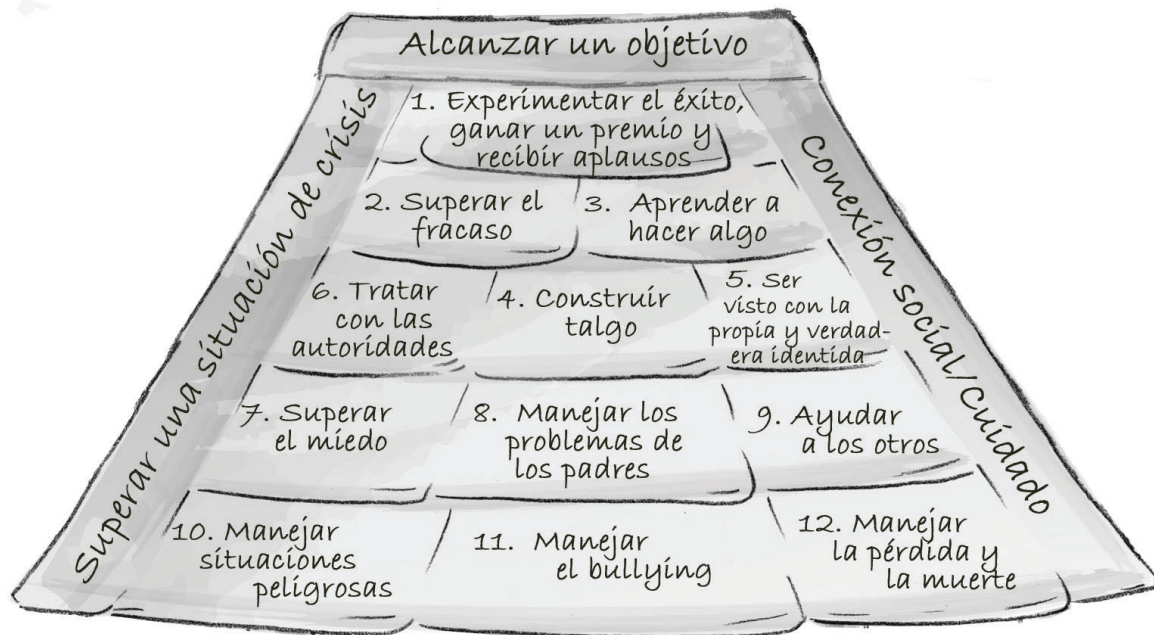 Alcanzar un objetivo
Superar una situación de crisis
Conexión social/Cuidado
1. Experimentar el éxito,
ganar un premio y
recibir aplausos
2. Superar el
fracaso
3. Aprender a
hacer algo
6. Tratar
con las
autoridades
4. Construir
talgo
5. Ser
visto con la
propia y verdad-
era identida
7. Superar
el miedo
8. Manejar los
problemas de
los padres
9. Ayudar
a los otros
10. Manejar
situaciones
peligrosas
11. Manejar
el bullying
12. Manejar
la pérdida y
la muerte